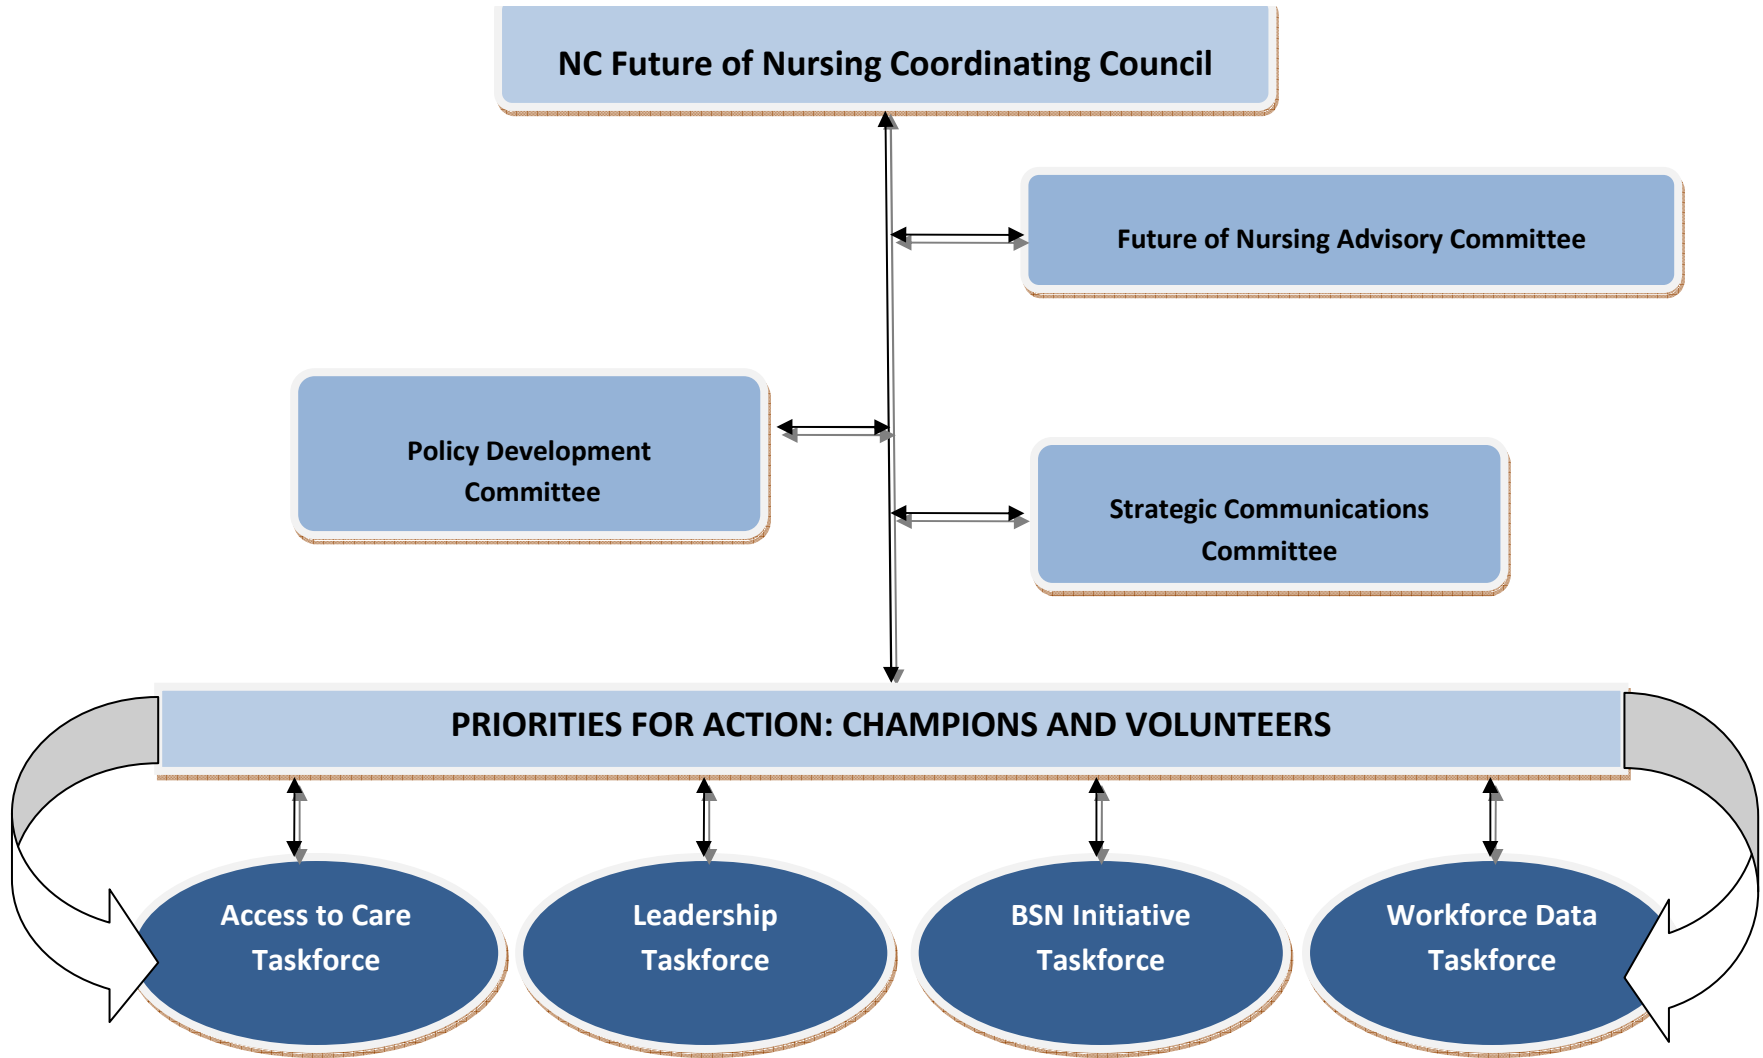 NC Future of Nursing Coordinating Council
Future of Nursing Advisory Committee
Policy Development
Committee
Strategic Communications
Committee
PRIORITIES FOR ACTION: CHAMPIONS AND VOLUNTEERS
Access to Care
Taskforce
Leadership
Taskforce
BSN Initiative
Taskforce
Workforce Data
Taskforce